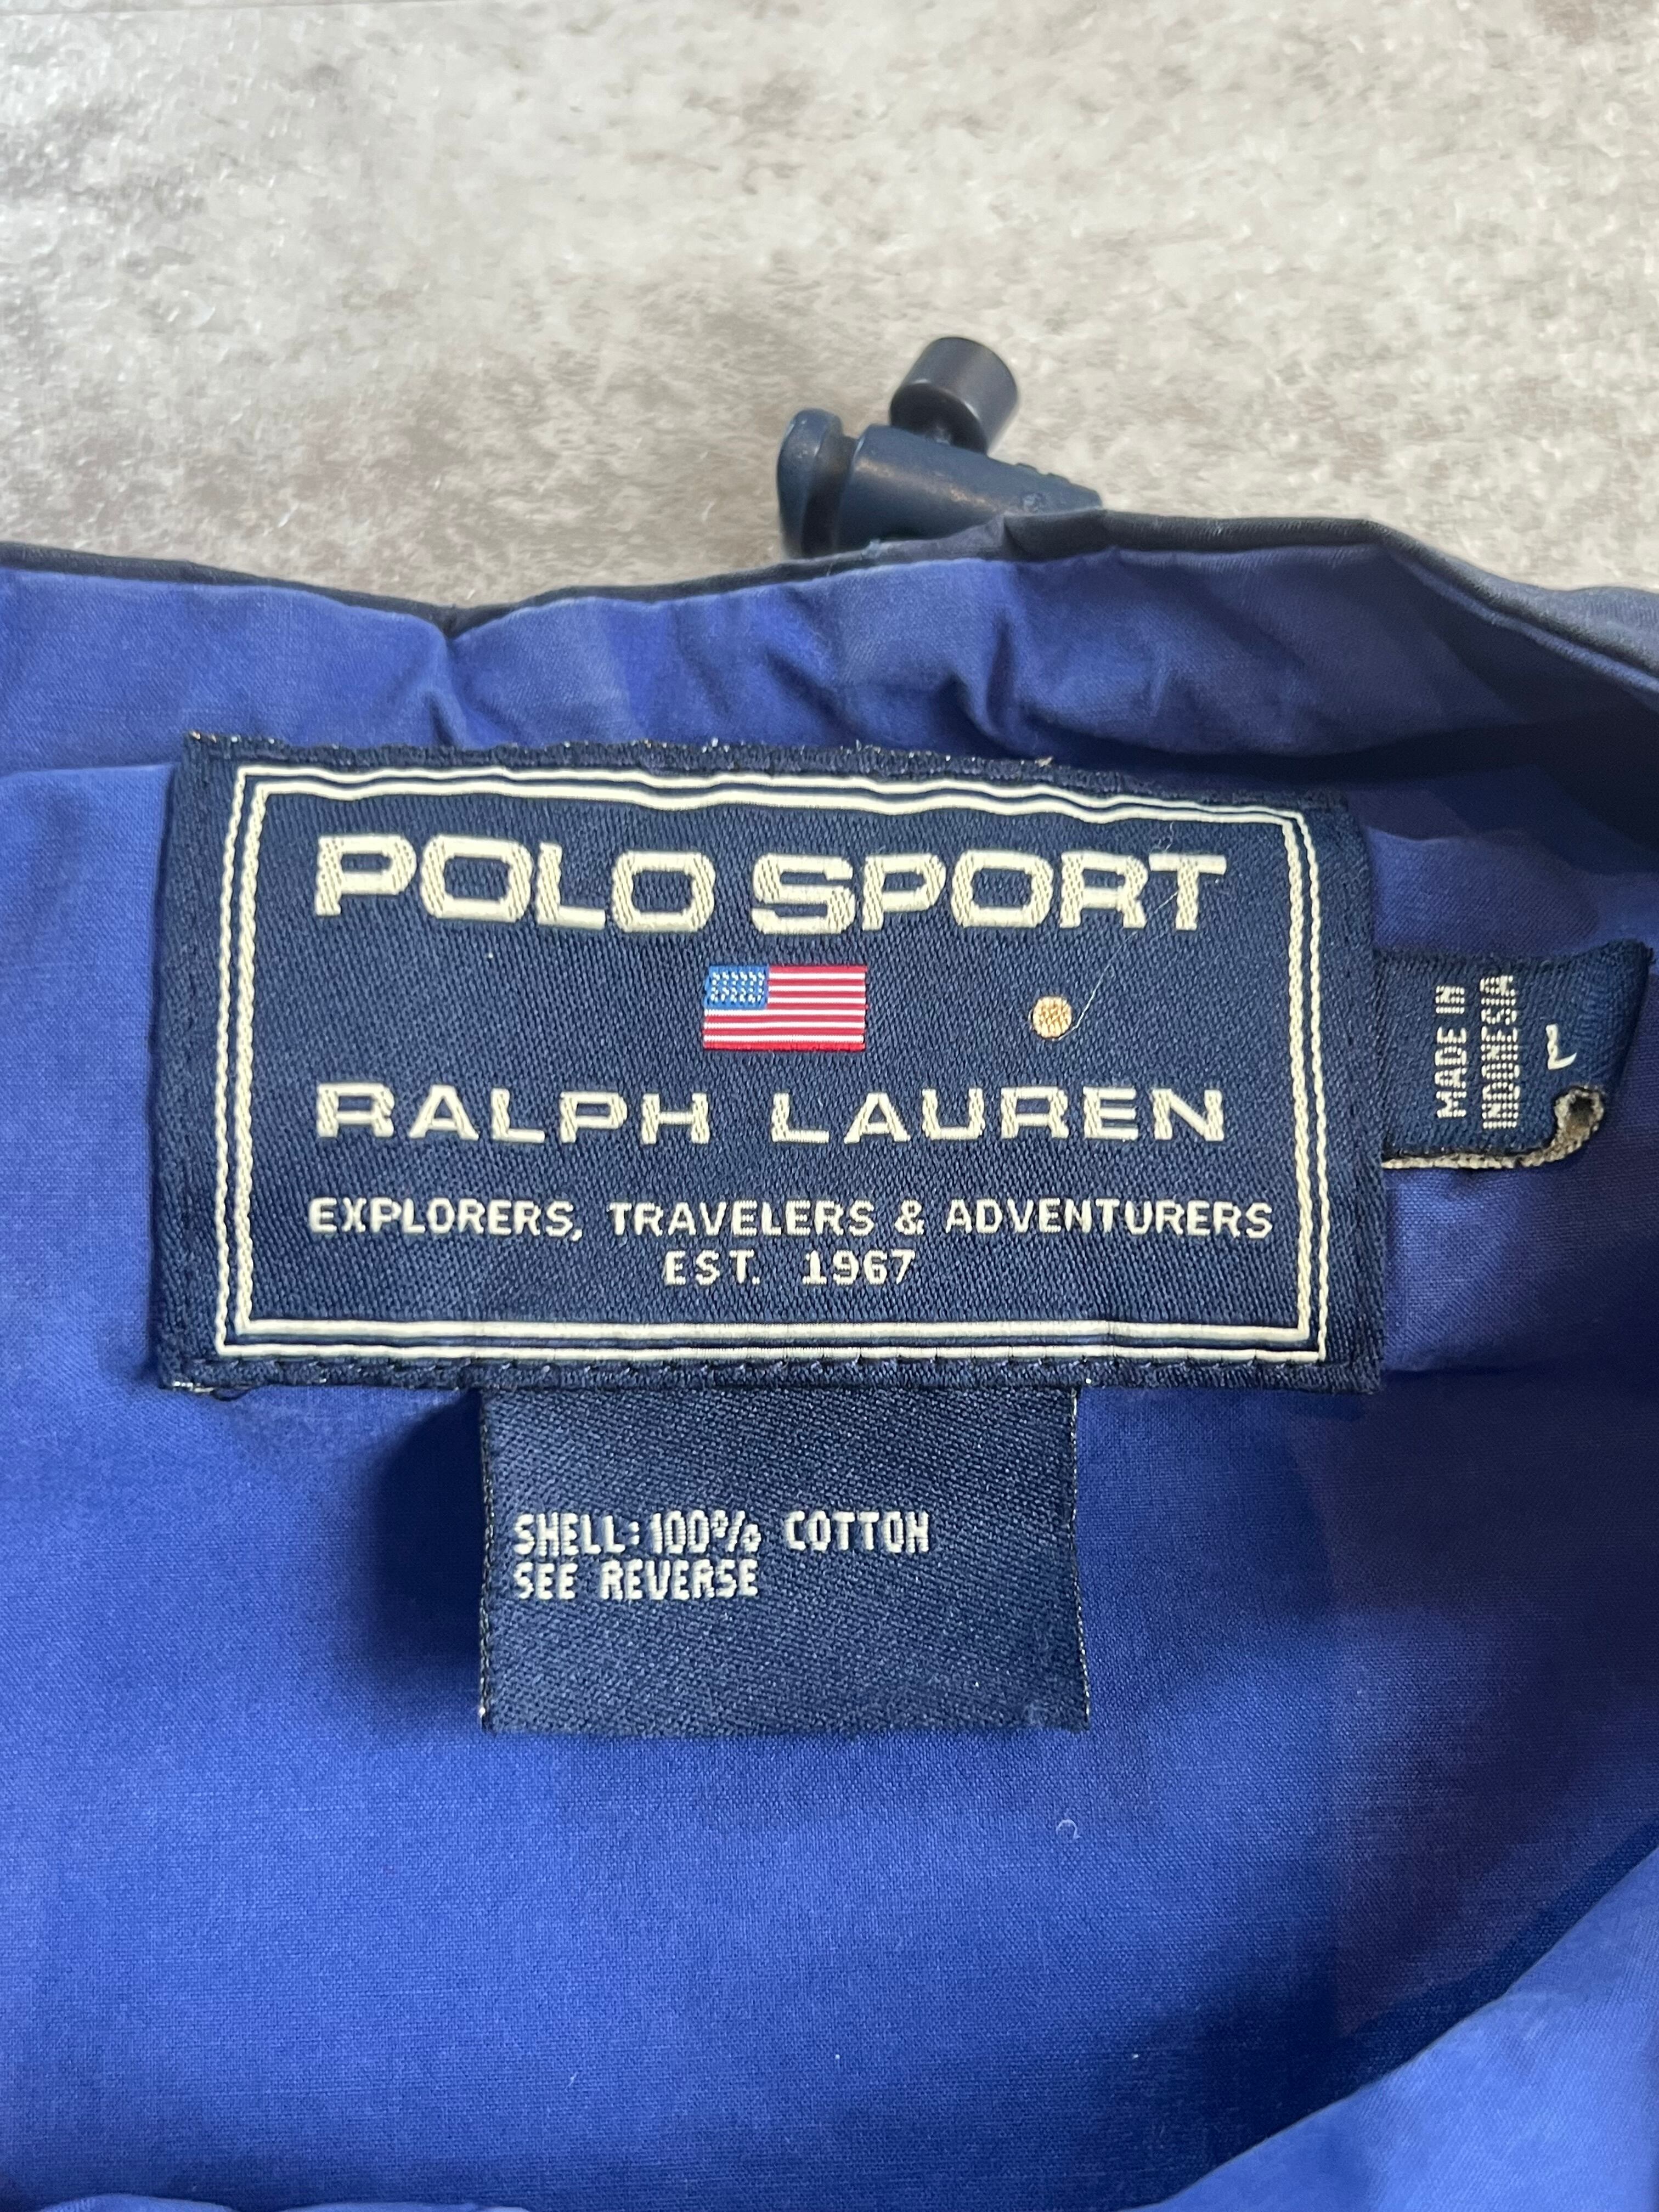 POLO SPORT
RALPH LAUREN
EXPLORERS, TRAVELERS & ADVENTURERS
EST. 1967
MADE IN
INDONESIA
L
SHELL:100% COTTON
SEE REVERSE